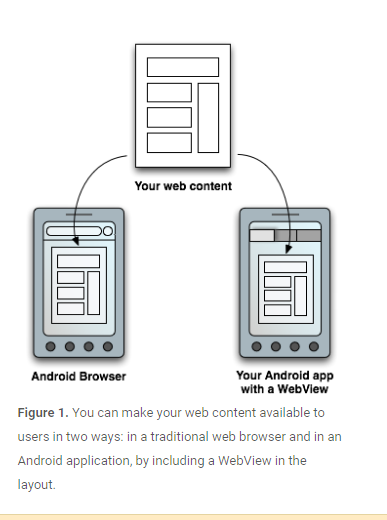 Your web content
Android Browser
Your Android app
with a WebView
Figure 1. You can make your web content available to
users in two ways: in a traditional web browser and in an
Android application, by including a WebView in the
layout.